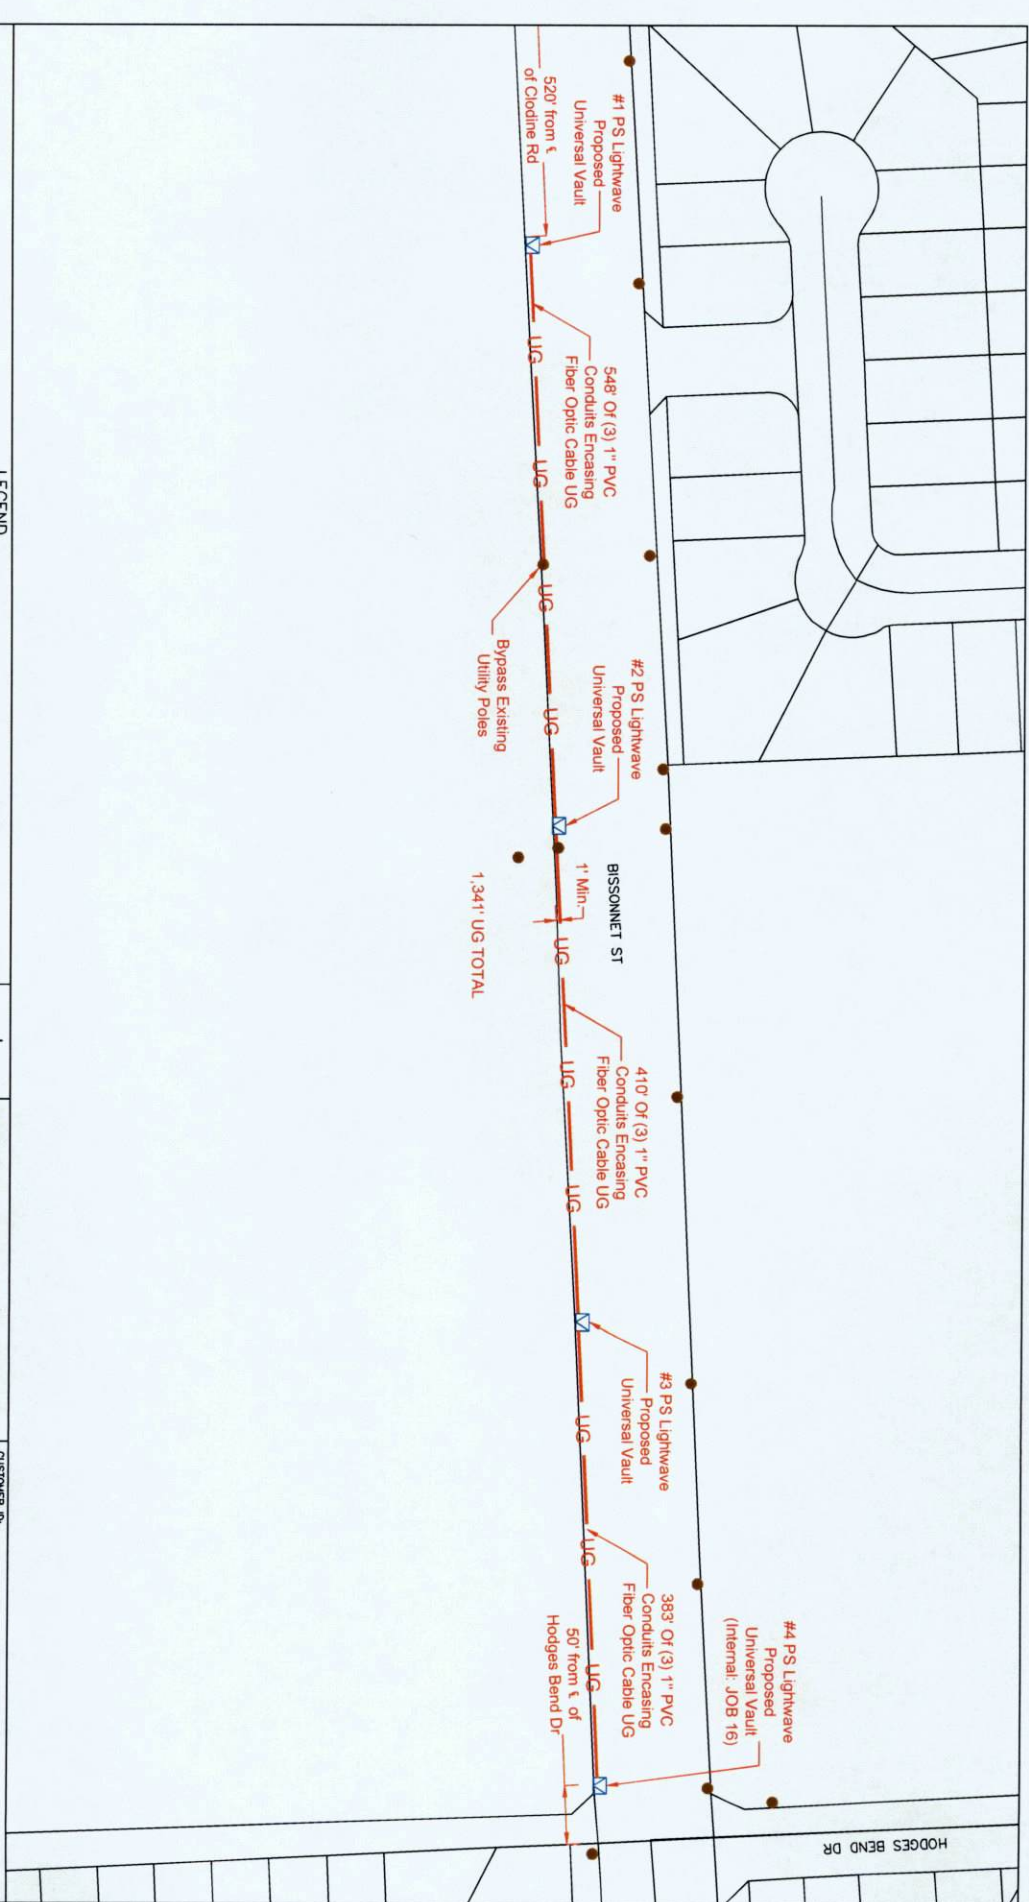 #1 PS Lightwave
Proposed
Universal Vault
520' from ℄
of Clodine Rd
548' Of (3) 1" PVC
Conduits Encasing
Fiber Optic Cable UG
UG
UG
UG
UG
Bypass Existing
Utility Poles
#2 PS Lightwave
Proposed
Universal Vault
BISSONNET ST
1' Min.
1,341' UG TOTAL
UG
410' Of (3) 1" PVC
Conduits Encasing
Fiber Optic Cable UG
UG
UG
#3 PS Lightwave
Proposed
Universal Vault
UG
383' Of (3) 1" PVC
Conduits Encasing
Fiber Optic Cable UG
UG
UG
50' from ℄ of
Hodges Bend Dr
#4 PS Lightwave
Proposed
Universal Vault
(Internal: JOB 16)
HODGES BEND DR
LEGEND
CUSTOMER ID: